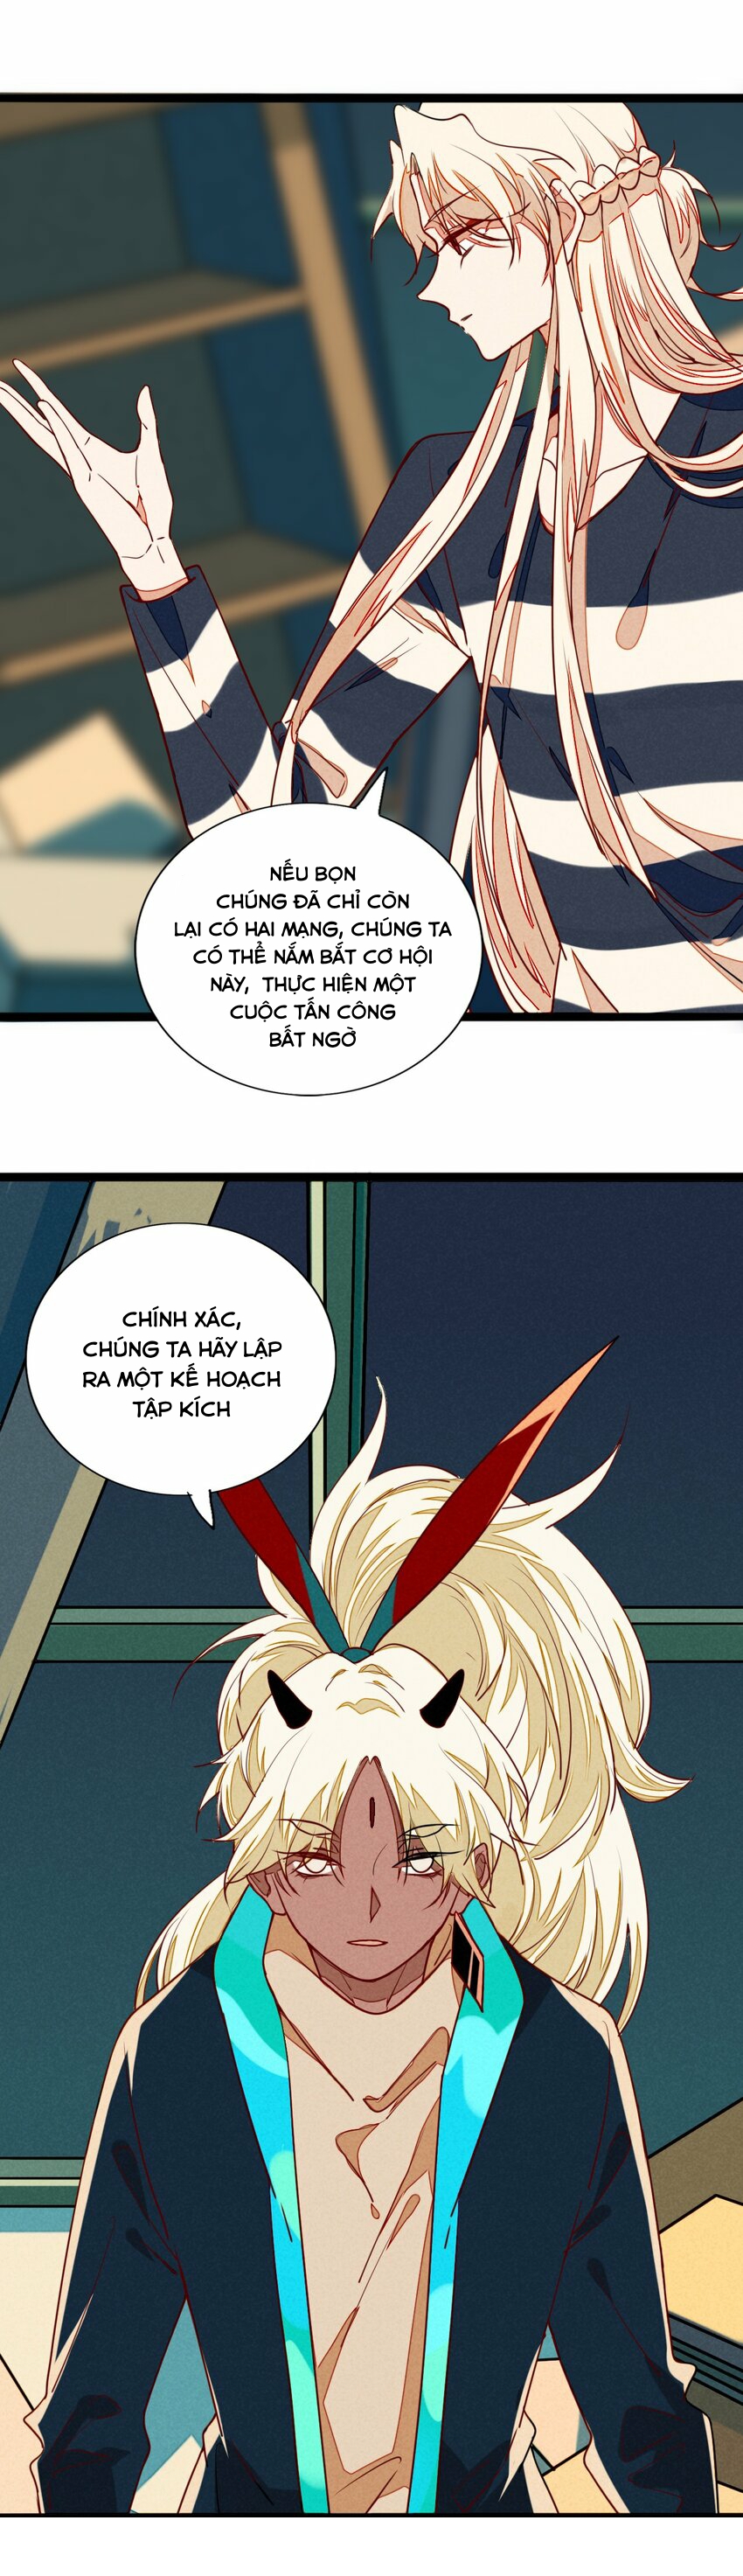 NẾU BỌN
CHÚNG ĐÃ CHỈ CÒN
LẠI CÓ HAI MẠNG, CHÚNG TA
CÓ THỂ NẮM BẮT CƠ HỘI
NÀY, THỰC HIỆN MỘT
CUỘC TẤN CÔNG
BẤT NGỜ
CHÍNH XÁC,
CHÚNG TA HÃY LẬP
RA MỘT KẾ HOẠCH
TẬP KÍCH